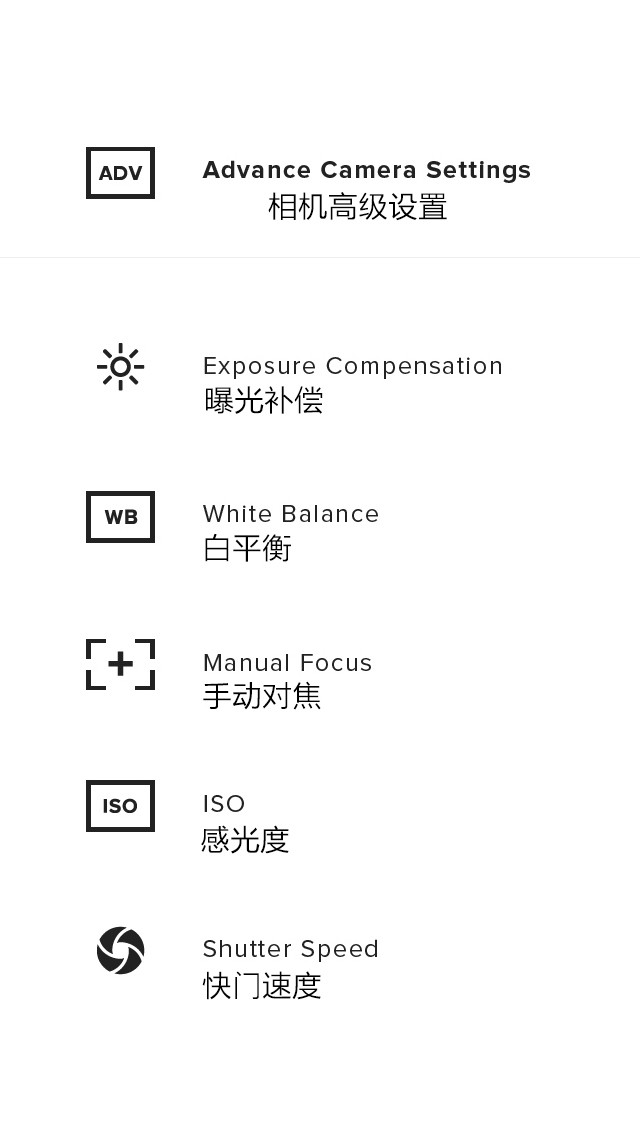 ADV
Advance Camera Settings
相机高级设置
Exposure Compensation
曝光补偿
WB
White Balance
白平衡
Manual Focus
手动对焦
ISO
ISO
感光度
Shutter Speed
快门速度